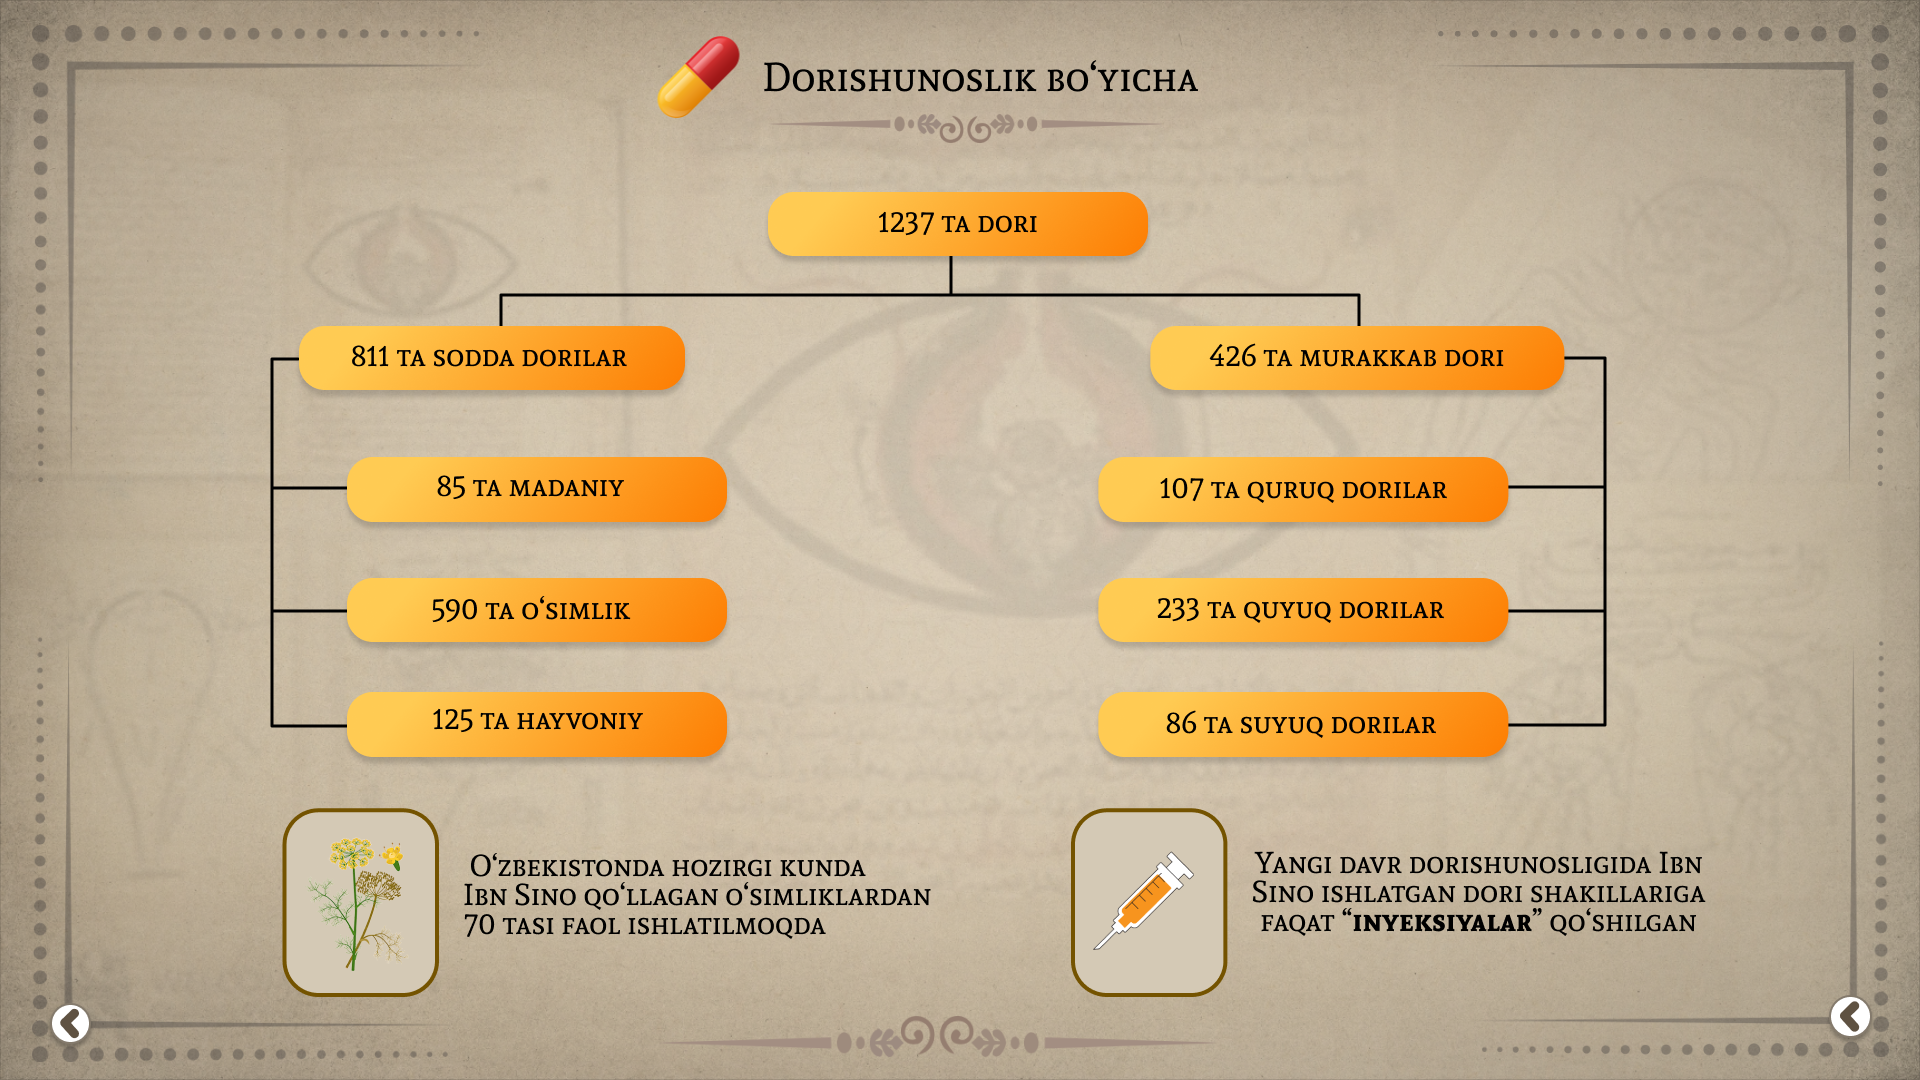 Dorishunoslik bo‘yicha
1237 ta dori
811 ta sodda dorilar
426 ta murakkab dori
85 ta madaniy
107 ta quruq dorilar
590 ta o‘simlik
233 ta quyuq dorilar
125 ta hayvoniy
86 ta suyuq dorilar
O‘zbekistonda hozirgi kunda
Ibn Sino qo‘llagan o‘simliklardan
70 tasi faol ishlatilmoqda
Yangi davr dorishunosligida Ibn
Sino ishlatgan dori shakillariga
faqat “inyeksiyalar” qo‘shilgan